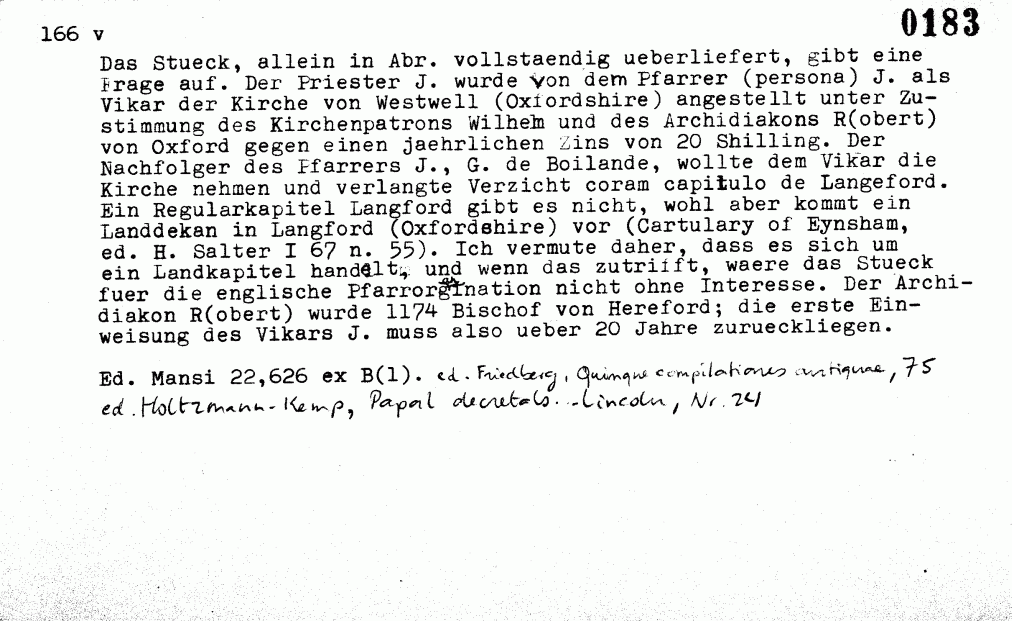 166 v
0183
Das Stueck, allein in Abr. vollstaendig ueberliefert, gibt eine
Frage auf. Der Priester J. wurde von dem Pfarrer (persona) J. als
Vikar der Kirche von Westwell (Oxfordshire) angestellt unter Zu-
stimmung des Kirchenpatrons Wilhelm und des Archidiakons R(obert)
von Oxford gegen einen jaehrlichen Zins von 20 Shilling. Der
Nachfolger des Pfarrers J., G. de Boilande, wollte dem Vikar die
Kirche nehmen und verlangte Verzicht coram capitulo de Langeford.
Ein Regularkapitel Langford gibt es nicht, wohl aber kommt ein
Landdekan in Langford (Oxfordshire) vor (Cartulary of Eynsham,
ed. H. Salter I 67 n. 55). Ich vermute daher, dass es sich um
ein Landkapitel handelt, und wenn das zutrifft, waere das Stueck
fuer die englische Pfarrorganation nicht ohne Interesse. Der Archi-
diakon R(obert) wurde 1174 Bischof von Hereford; die erste Ein-
weisung des Vikars J. muss also ueber 20 Jahre zurueckliegen.
Ed. Mansi 22,626 ex B(l). ed. Friedberg, Quinque compilationes antiquae, 75
ed. Holtzmann-Kemp, Papal decretals...Lincoln, Nr. 24